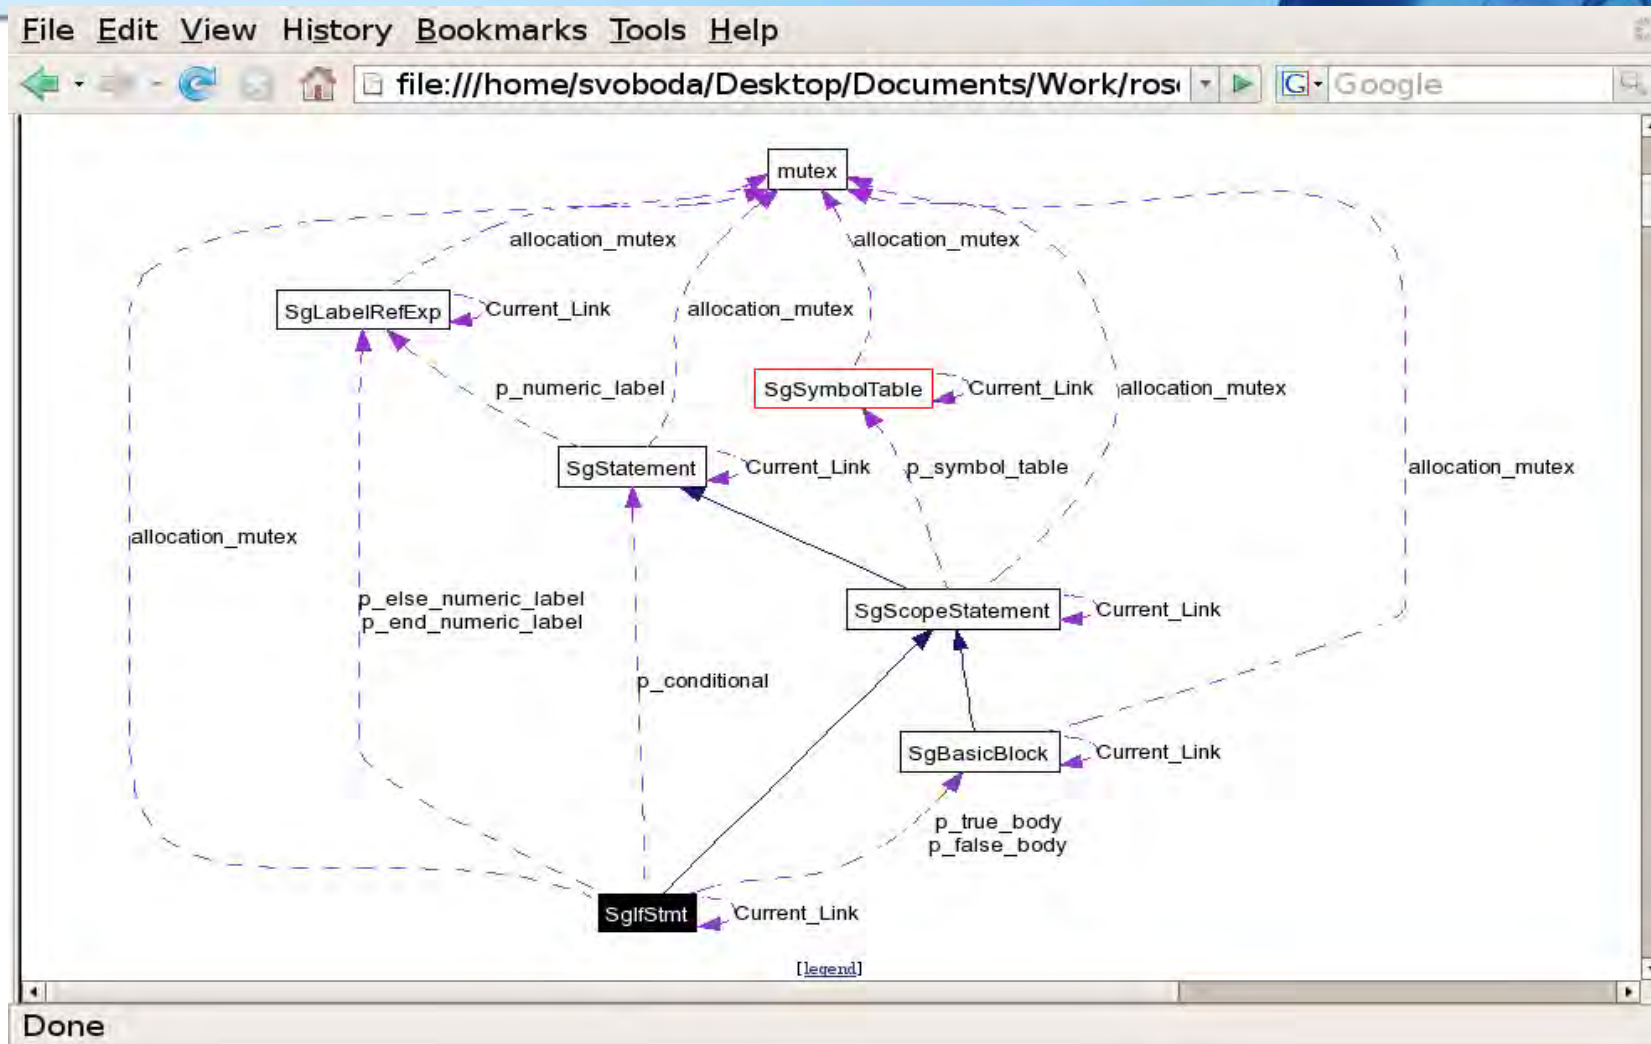 File Edit View History Bookmarks Tools Help
file:///home/svoboda/Desktop/Documents/Work/rose
Google
mutex
allocation_mutex
allocation_mutex
SgLabelRefExp
Current_Link
allocation_mutex
p_numeric_label
SgSymbolTable
Current_Link
allocation_mutex
SgStatement
Current_Link
p_symbol_table
allocation_mutex
allocation_mutex
p_else_numeric_label
p_end_numeric_label
SgScopeStatement
Current_Link
p_conditional
SgBasicBlock
Current_Link
p_true_body
p_false_body
SgIfStmt
Current_Link
[legend]
Done